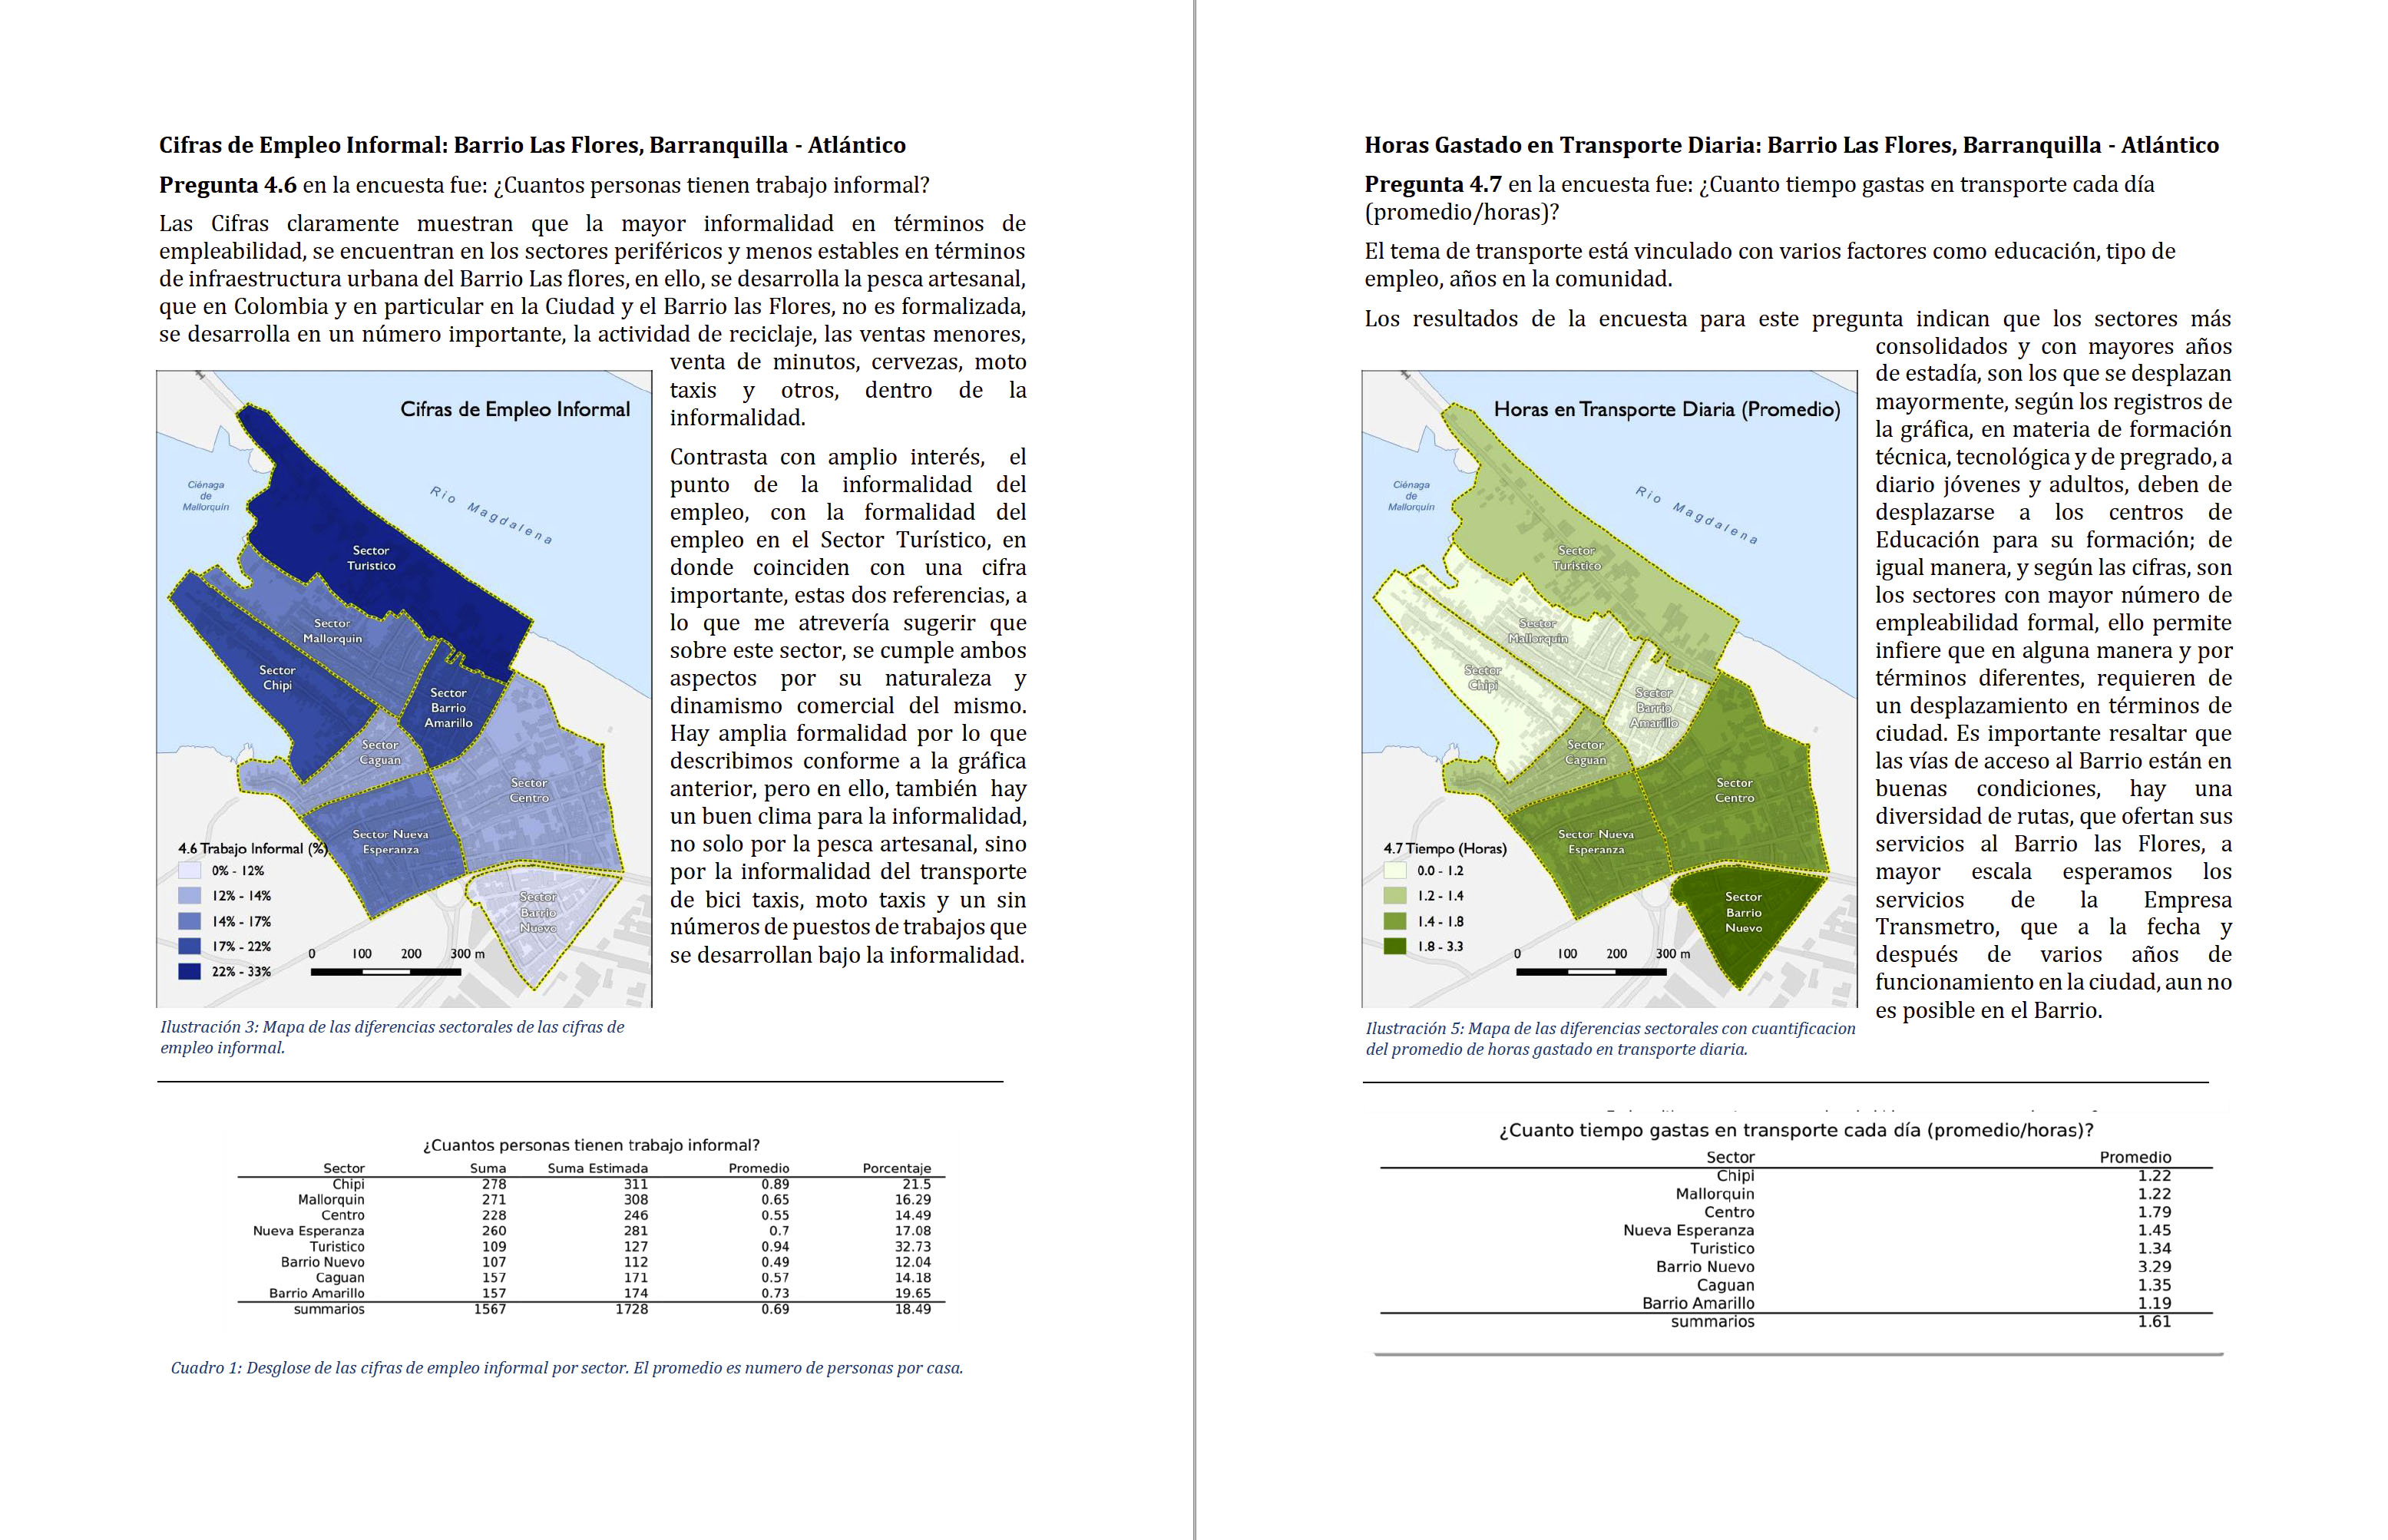 Cifras de Empleo Informal: Barrio Las Flores, Barranquilla - Atlántico
Pregunta 4.6 en la encuesta fue: ¿Cuantos personas tienen trabajo informal?
Las Cifras claramente muestran que la mayor informalidad en términos de
empleabilidad, se encuentran en los sectores periféricos y menos estables en términos
de infraestructura urbana del Barrio Las flores, en ello, se desarrolla la pesca artesanal,
que en Colombia y en particular en la Ciudad y el Barrio las Flores, no es formalizada,
se desarrolla en un número importante, la actividad de reciclaje, las ventas menores,
venta de minutos, cervezas, moto
taxis y otros, dentro de la
informalidad.
Contrasta con amplio interés, el
punto de la informalidad del
empleo, con la formalidad del
empleo en el Sector Turístico, en
donde coinciden con una cifra
importante, estas dos referencias, a
lo que me atrevería sugerir que
sobre este sector, se cumple ambos
aspectos por su naturaleza y
dinamismo comercial del mismo.
Hay amplia formalidad por lo que
describimos conforme a la gráfica
anterior, pero en ello, también hay
un buen clima para la informalidad,
no solo por la pesca artesanal, sino
por la informalidad del transporte
de bici taxis, moto taxis y un sin
números de puestos de trabajos que
se desarrollan bajo la informalidad.
Cifras de Empleo Informal
Ciénaga
de
Mallorquín
Rio Magdalena
Sector
Turistico
Sector
Mallorquin
Sector
Chipi
Sector
Barrio
Amarillo
Sector
Caguan
Sector
Centro
Sector Nueva
Esperanza
Sector
Barrio
Nuevo
4.6 Trabajo Informal (%)
0% - 12%
12% - 14%
14% - 17%
17% - 22%
22% - 33%
0 100 200 300 m
Ilustración 3: Mapa de las diferencias sectorales de las cifras de
empleo informal.
¿Cuantos personas tienen trabajo informal?
Sector Suma Suma Estimada Promedio Porcentaje
Chipi 278 311 0.89 21.5
Mallorquin 271 308 0.65 16.29
Centro 228 246 0.55 14.49
Nueva Esperanza 260 281 0.7 17.08
Turistico 109 127 0.94 32.73
Barrio Nuevo 107 112 0.49 12.04
Caguan 157 171 0.57 14.18
Barrio Amarillo 157 174 0.73 19.65
summarios 1567 1728 0.69 18.49
Cuadro 1: Desglose de las cifras de empleo informal por sector. El promedio es numero de personas por casa.
Horas Gastado en Transporte Diaria: Barrio Las Flores, Barranquilla - Atlántico
Pregunta 4.7 en la encuesta fue: ¿Cuanto tiempo gastas en transporte cada día
(promedio/horas)?
El tema de transporte está vinculado con varios factores como educación, tipo de
empleo, años en la comunidad.
Los resultados de la encuesta para este pregunta indican que los sectores más
consolidados y con mayores años
de estadía, son los que se desplazan
mayormente, según los registros de
la gráfica, en materia de formación
técnica, tecnológica y de pregrado, a
diario jóvenes y adultos, deben de
desplazarse a los centros de
Educación para su formación; de
igual manera, y según las cifras, son
los sectores con mayor número de
empleabilidad formal, ello permite
infiere que en alguna manera y por
términos diferentes, requieren de
un desplazamiento en términos de
ciudad. Es importante resaltar que
las vías de acceso al Barrio están en
buenas condiciones, hay una
diversidad de rutas, que ofertan sus
servicios al Barrio las Flores, a
mayor escala esperamos los
servicios de la Empresa
Transmetro, que a la fecha y
después de varios años de
funcionamiento en la ciudad, aun no
es posible en el Barrio.
Horas en Transporte Diaria (Promedio)
Ciénaga
de
Mallorquín
Rio Magdalena
Sector
Turistico
Sector
Mallorquin
Sector
Chipi
Sector
Barrio
Amarillo
Sector
Caguan
Sector
Centro
Sector Nueva
Esperanza
Sector
Barrio
Nuevo
4.7 Tiempo (Horas)
0.0 - 1.2
1.2 - 1.4
1.4 - 1.8
1.8 - 3.3
0 100 200 300 m
Ilustración 5: Mapa de las diferencias sectorales con cuantificacion
del promedio de horas gastado en transporte diaria.
¿Cuanto tiempo gastas en transporte cada día (promedio/horas)?
Sector Promedio
Chipi 1.22
Mallorquin 1.22
Centro 1.79
Nueva Esperanza 1.45
Turistico 1.34
Barrio Nuevo 3.29
Caguan 1.35
Barrio Amarillo 1.19
summarios 1.61